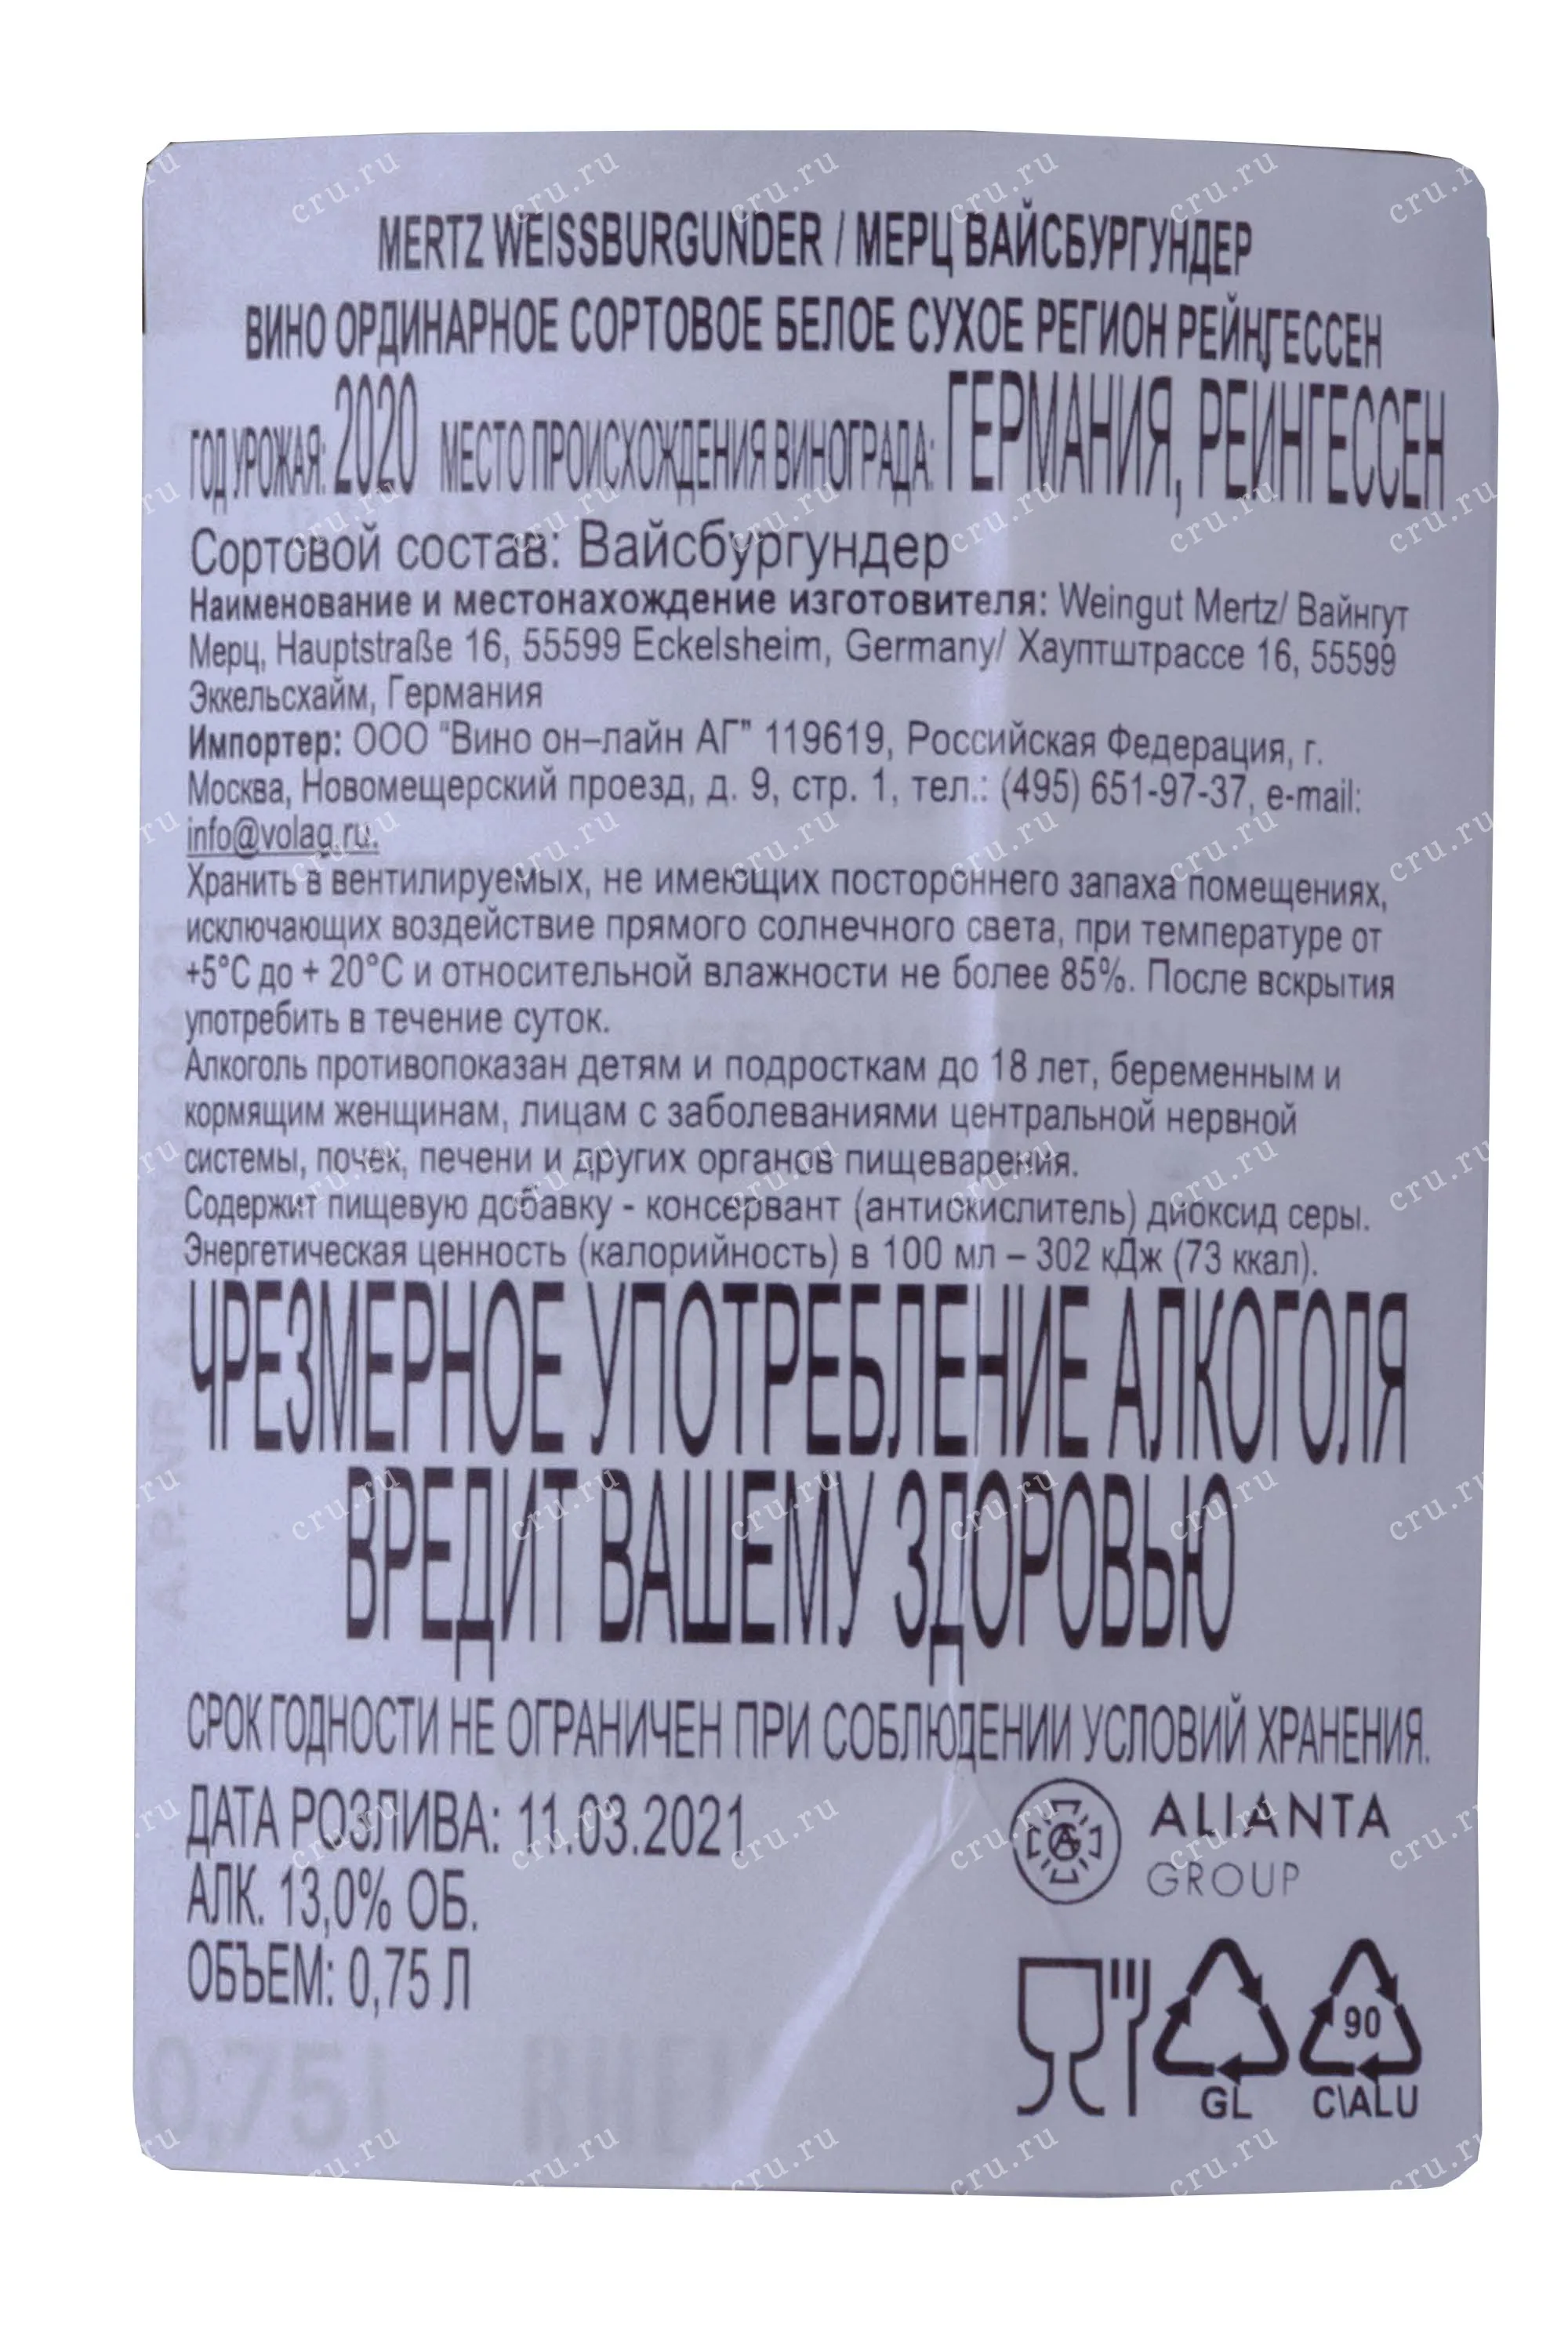 MERTZ WEISSBURGUNDER / МЕРЦ ВАЙСБУРГУНДЕР
ВИНО ОРДИНАРНОЕ СОРТОВОЕ БЕЛОЕ СУХОЕ РЕГИОН РЕЙНГЕССЕН
ГОД УРОЖАЯ: 2020 МЕСТО ПРОИСХОЖДЕНИЯ ВИНОГРАДА: ГЕРМАНИЯ, РЕЙНГЕССЕН
Сортовой состав: Вайсбургундер
Наименование и местонахождение изготовителя: Weingut Mertz/ Вайнгут
Мерц, Hauptstraße 16, 55599 Eckelsheim, Germany/ Хауптштрассе 16, 55599
Эккельсхайм, Германия
Импортер: ООО "Вино он–лайн АГ" 119619, Российская Федерация, г.
Москва, Новомещерский проезд, д. 9, стр. 1, тел.: (495) 651-97-37, e-mail:
info@volag.ru.
Хранить в вентилируемых, не имеющих постороннего запаха помещениях,
исключающих воздействие прямого солнечного света, при температуре от
+5°C до + 20°C и относительной влажности не более 85%. После вскрытия
употребить в течение суток.
Алкоголь противопоказан детям и подросткам до 18 лет, беременным и
кормящим женщинам, лицам с заболеваниями центральной нервной
системы, почек, печени и других органов пищеварения.
Содержит пищевую добавку - консервант (антиокислитель) диоксид серы.
Энергетическая ценность (калорийность) в 100 мл – 302 кДж (73 ккал).
ЧРЕЗМЕРНОЕ УПОТРЕБЛЕНИЕ АЛКОГОЛЯ
ВРЕДИТ ВАШЕМУ ЗДОРОВЬЮ
СРОК ГОДНОСТИ НЕ ОГРАНИЧЕН ПРИ СОБЛЮДЕНИИ УСЛОВИЙ ХРАНЕНИЯ.
ДАТА РОЗЛИВА: 11.03.2021
АЛК. 13,0% ОБ.
ОБЪЕМ: 0,75 Л
ALIANTA
GROUP
90
GL C\ALU
0,75 l
cru.ru